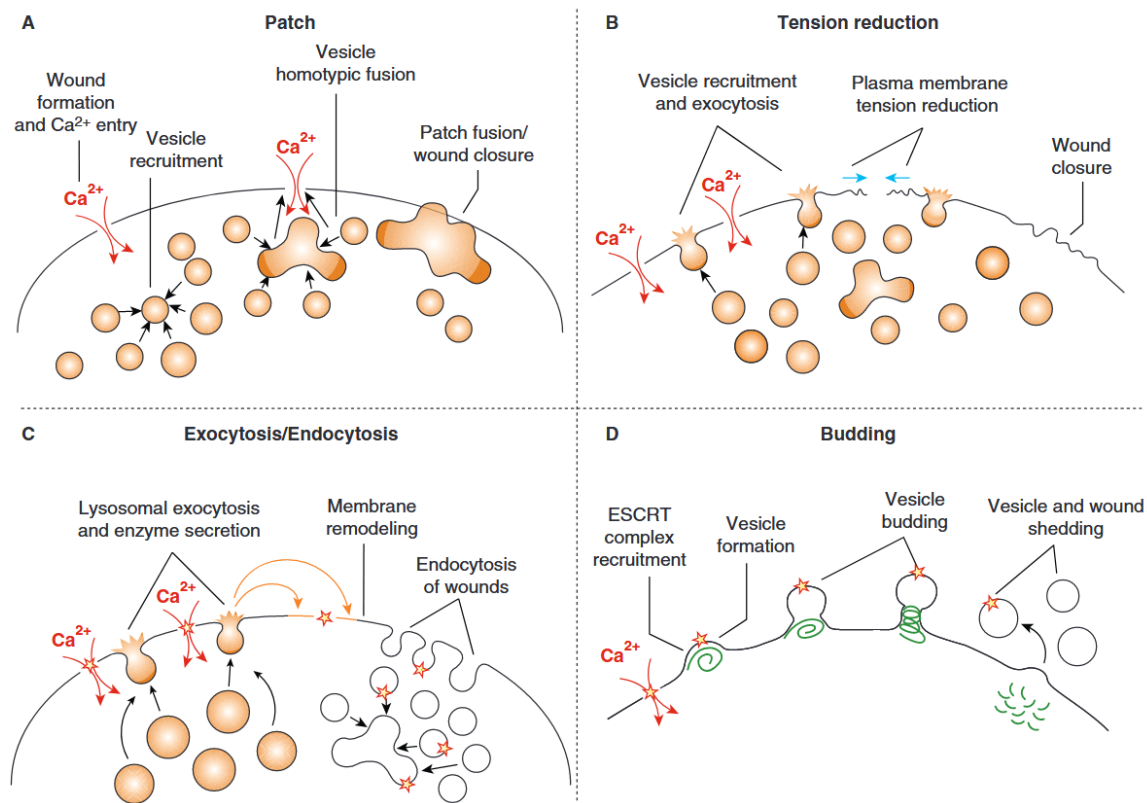 A
Patch
Wound
formation
and Ca²⁺ entry
Vesicle
recruitment
Vesicle
homotypic fusion
Patch fusion/
wound closure
Ca²⁺
Ca²⁺
B
Tension reduction
Vesicle recruitment
and exocytosis
Plasma membrane
tension reduction
Wound
closure
Ca²⁺
Ca²⁺
C
Exocytosis/Endocytosis
Lysosomal exocytosis
and enzyme secretion
Membrane
remodeling
Endocytosis
of wounds
Ca²⁺
Ca²⁺
D
Budding
ESCRT
complex
recruitment
Vesicle
formation
Vesicle
budding
Vesicle and wound
shedding
Ca²⁺